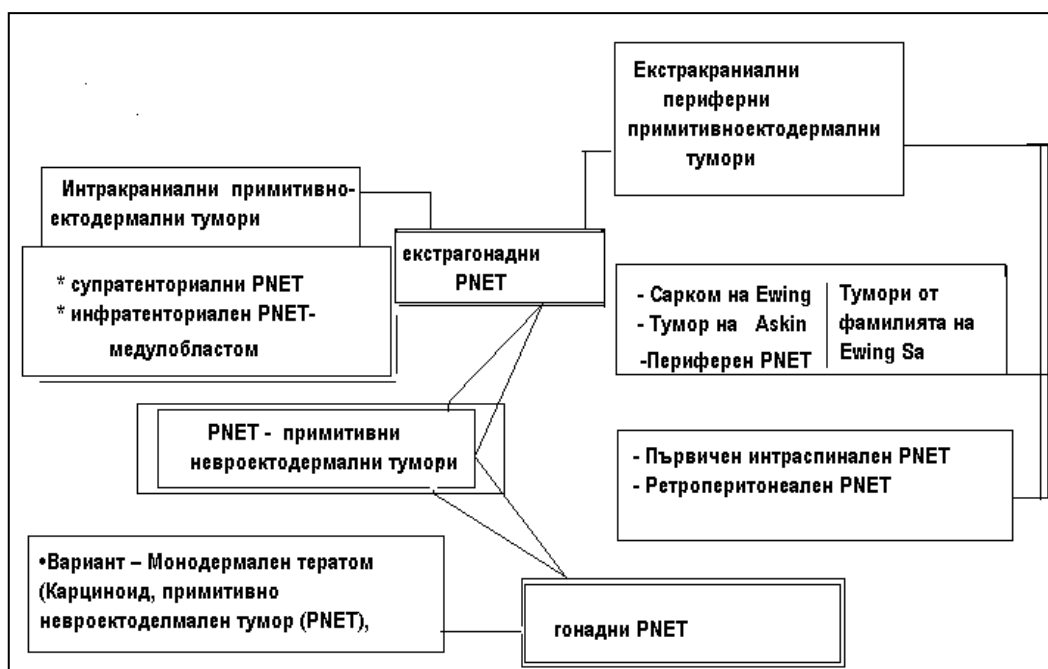 Екстракраниални
периферни
примитивноектодермални
тумори
Интракраниални примитивно-
ектодермални тумори
екстрагонадни
PNET
* супратенториални PNET
* инфратенториален PNET-
медулобластом
- Сарком на Ewing
- Тумор на Askin
-Периферен PNET
Тумори от
фамилията на
Ewing Sa
PNET - примитивни
невроектодермални тумори
- Първичен интраспинален PNET
- Ретроперитонеален PNET
•Вариант – Монодермален тератом
(Карциноид, примитивно
невроектоделмален тумор (PNET),
гонадни PNET